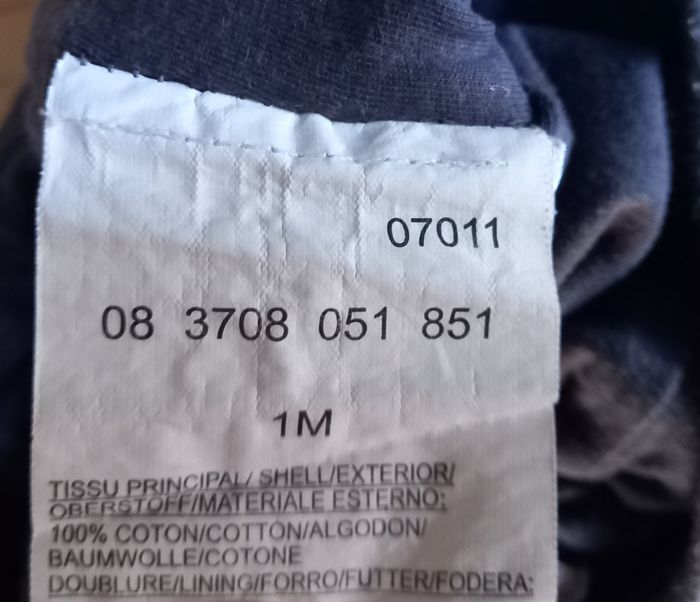 07011
08 3708 051 851
1M
TISSU PRINCIPAL/ SHELL/EXTERIOR/
OBERSTOFF/MATERIALE ESTERNO:
100% COTON/COTTON/ALGODON/
BAUMWOLLE/COTONE
DOUBLURE/LINING/FORRO/FUTTER/FODERA: